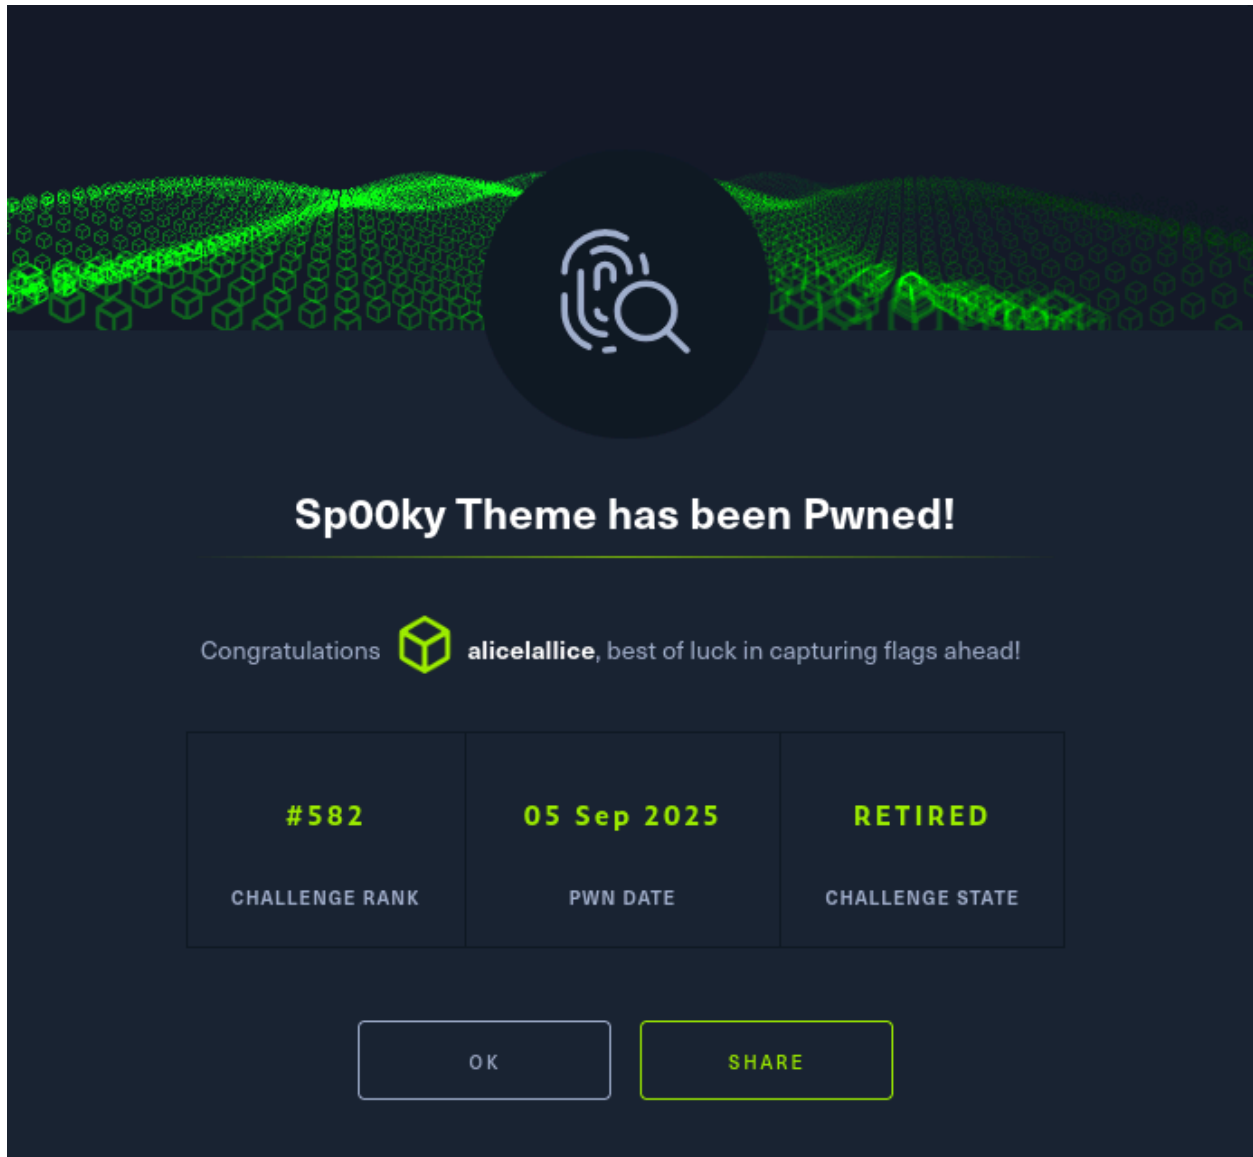 Sp00ky Theme has been Pwned!
Congratulations alicelallice, best of luck in capturing flags ahead!
#582
CHALLENGE RANK
05 Sep 2025
PWN DATE
RETIRED
CHALLENGE STATE
OK
SHARE